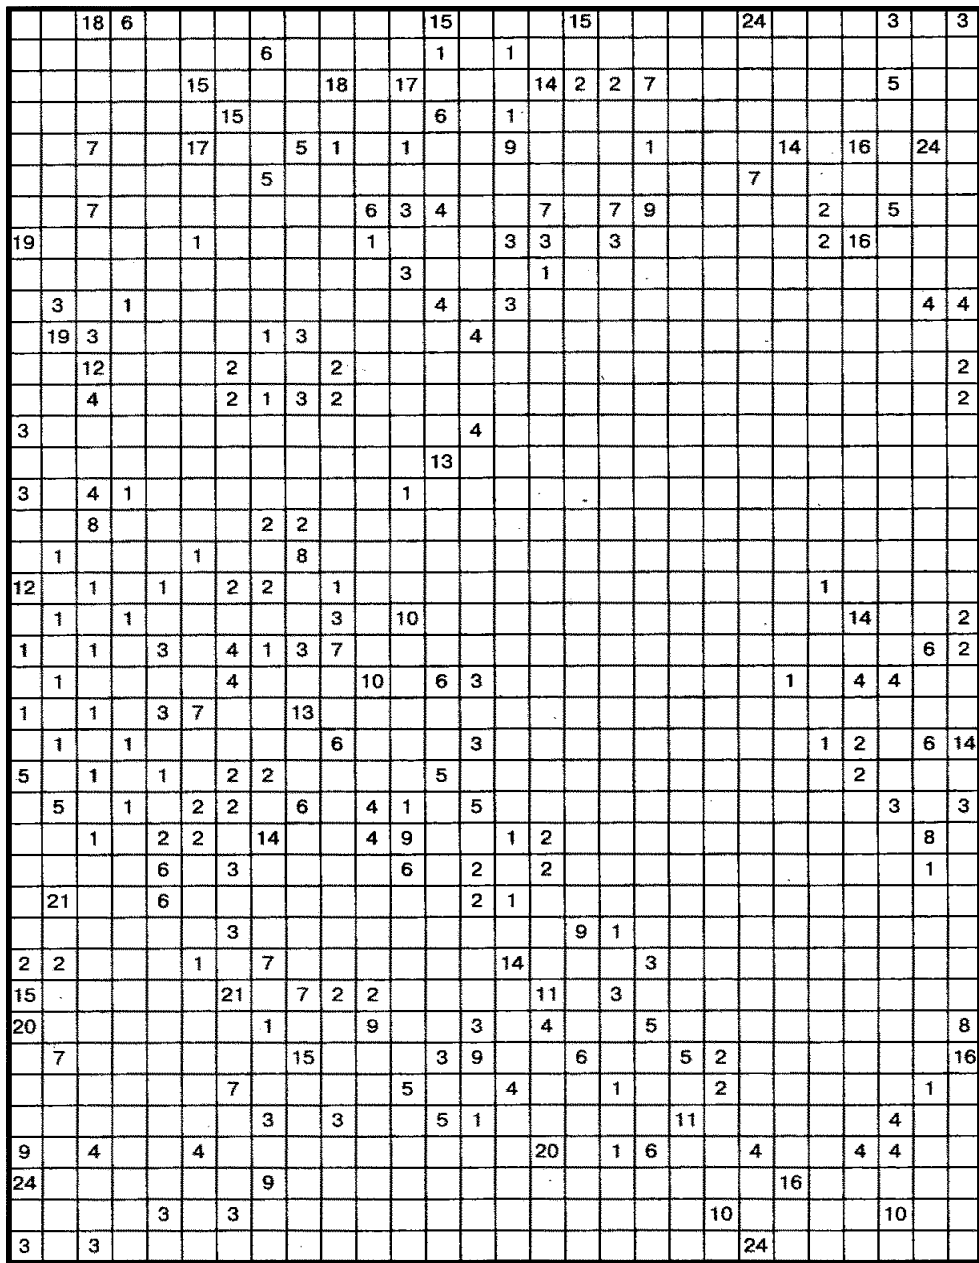 18 6 15 15 24 3 3
6 1 1
15 18 17 14 2 2 7 5
15 6 1
7 17 5 1 1 9 1 14 16 24
5 7
7 6 3 4 7 7 9 2 5
19 1 1 3 3 3 2 16
3 1
3 1 4 3 4 4
19 3 1 3 4
12 2 2 2
4 2 1 3 2 2
3 4
13
3 4 1 1
8 2 2
1 1 8
12 1 1 2 2 1 1
1 1 3 10 14 2
1 1 3 4 1 3 7 6 2
1 4 10 6 3 1 4 4
1 1 3 7 13
1 1 6 3 1 2 6 14
5 1 1 2 2 5 2
5 1 2 2 6 4 1 5 3 3
1 2 2 14 4 9 1 2 8
6 3 6 2 2 1
21 6 2 1
3 9 1
2 2 1 7 14 3
15 21 7 2 2 11 3
20 1 9 3 4 5 8
7 15 3 9 6 5 2 16
7 5 4 1 2 1
3 3 5 1 11 4
9 4 4 20 1 6 4 4 4
24 9 16
3 3 10 10
3 3 24